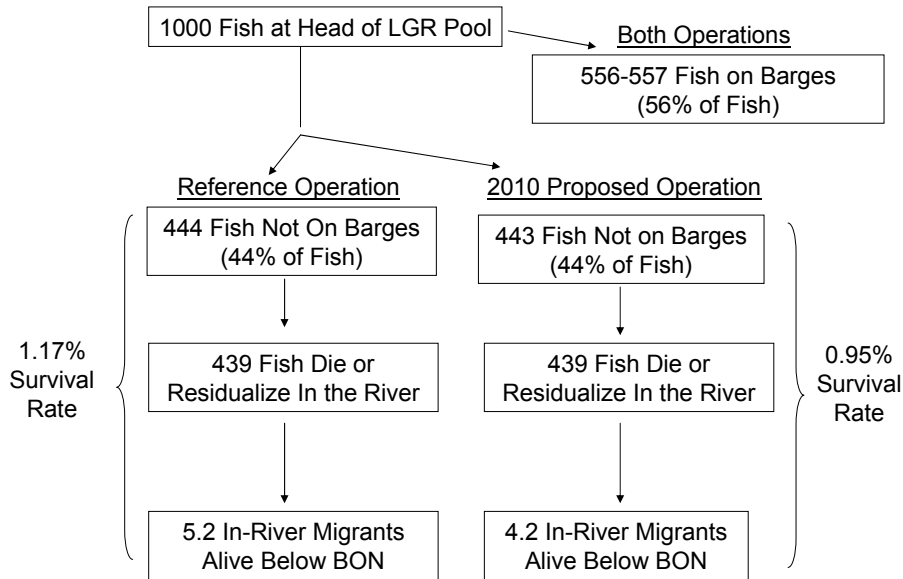 1000 Fish at Head of LGR Pool
Both Operations
556-557 Fish on Barges
(56% of Fish)
Reference Operation
2010 Proposed Operation
444 Fish Not On Barges
(44% of Fish)
443 Fish Not on Barges
(44% of Fish)
1.17%
Survival
Rate
439 Fish Die or
Residualize In the River
439 Fish Die or
Residualize In the River
0.95%
Survival
Rate
5.2 In-River Migrants
Alive Below BON
4.2 In-River Migrants
Alive Below BON